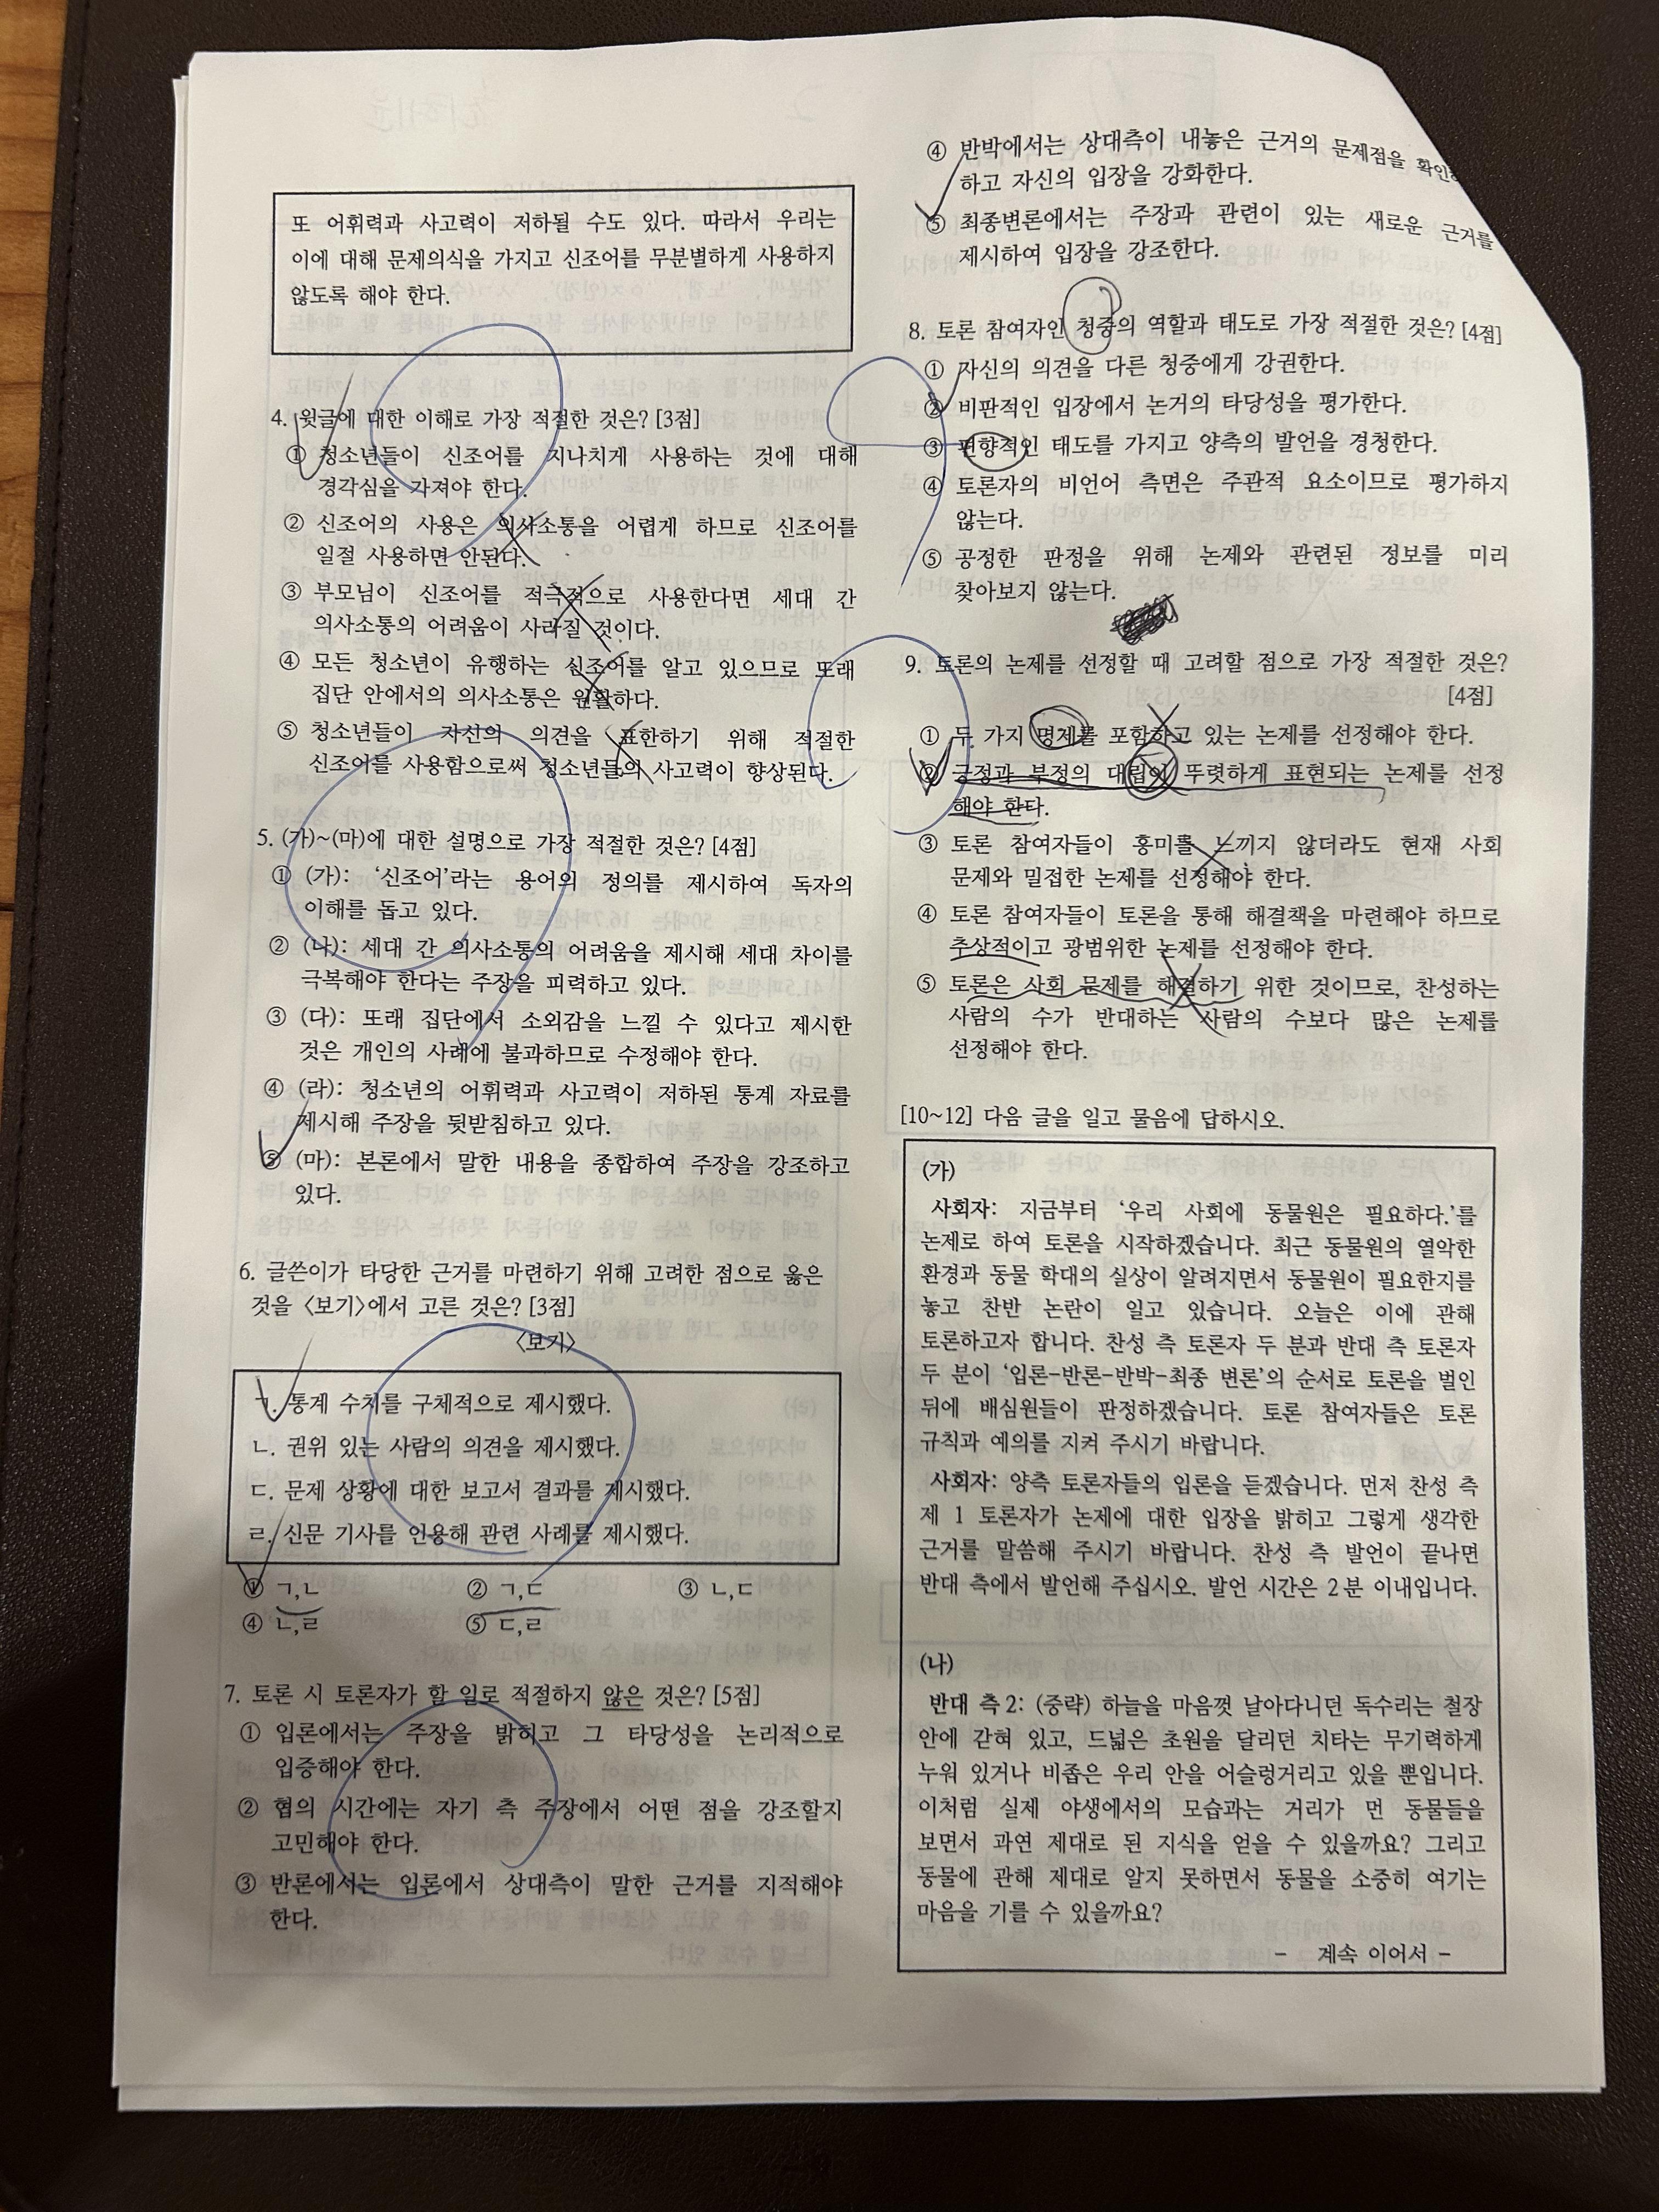 또 어휘력과 사고력이 저하될 수도 있다. 따라서 우리는
이에 대해 문제의식을 가지고 신조어를 무분별하게 사용하지
않도록 해야 한다.
4. 윗글에 대한 이해로 가장 적절한 것은? [3점]
① 청소년들이 신조어를 지나치게 사용하는 것에 대해
경각심을 가져야 한다.
② 신조어의 사용은 의사소통을 어렵게 하므로 신조어를
일절 사용하면 안된다.
③ 부모님이 신조어를 적극적으로 사용한다면 세대 간
의사소통의 어려움이 사라질 것이다.
④ 모든 청소년이 유행하는 신조어를 알고 있으므로 또래
집단 안에서의 의사소통은 원활하다.
⑤ 청소년들이 자신의 의견을 표현하기 위해 적절한
신조어를 사용함으로써 청소년들의 사고력이 향상된다.
5. (가)~(마)에 대한 설명으로 가장 적절한 것은? [4점]
① (가): ‘신조어’라는 용어의 정의를 제시하여 독자의
이해를 돕고 있다.
② (나): 세대 간 의사소통의 어려움을 제시해 세대 차이를
극복해야 한다는 주장을 피력하고 있다.
③ (다): 또래 집단에서 소외감을 느낄 수 있다고 제시한
것은 개인의 사례에 불과하므로 수정해야 한다.
④ (라): 청소년의 어휘력과 사고력이 저하된 통계 자료를
제시해 주장을 뒷받침하고 있다.
⑤ (마): 본론에서 말한 내용을 종합하여 주장을 강조하고
있다.
6. 글쓴이가 타당한 근거를 마련하기 위해 고려한 점으로 옳은
것을 <보기>에서 고른 것은? [3점]
<보기>
ㄱ. 통계 수치를 구체적으로 제시했다.
ㄴ. 권위 있는 사람의 의견을 제시했다.
ㄷ. 문제 상황에 대한 보고서 결과를 제시했다.
ㄹ. 신문 기사를 인용해 관련 사례를 제시했다.
① ㄱ,ㄴ ② ㄱ,ㄷ ③ ㄴ,ㄷ
④ ㄴ,ㄹ ⑤ ㄷ,ㄹ
7. 토론 시 토론자가 할 일로 적절하지 않은 것은? [5점]
① 입론에서는 주장을 밝히고 그 타당성을 논리적으로
입증해야 한다.
② 협의 시간에는 자기 측 주장에서 어떤 점을 강조할지
고민해야 한다.
③ 반론에서는 입론에서 상대측이 말한 근거를 지적해야
한다.
④ 반박에서는 상대측이 내놓은 근거의 문제점을
하고 자신의 입장을 강화한다.
⑤ 최종변론에서는 주장과 관련이 있는 새로운 근거를
제시하여 입장을 강조한다.
8. 토론 참여자인 청중의 역할과 태도로 가장 적절한 것은? [4점]
① 자신의 의견을 다른 청중에게 강권한다.
② 비판적인 입장에서 논거의 타당성을 평가한다.
③ 편향적인 태도를 가지고 양측의 발언을 경청한다.
④ 토론자의 비언어 측면은 주관적 요소이므로 평가하지
않는다.
⑤ 공정한 판정을 위해 논제와 관련된 정보를 미리
찾아보지 않는다.
9. 토론의 논제를 선정할 때 고려할 점으로 가장 적절한 것은?
[4점]
① 두 가지 명제를 포함하고 있는 논제를 선정해야 한다.
② 긍정과 부정의 대립이 뚜렷하게 표현되는 논제를 선정
해야 한다.
③ 토론 참여자들이 흥미를 느끼지 않더라도 현재 사회
문제와 밀접한 논제를 선정해야 한다.
④ 토론 참여자들이 토론을 통해 해결책을 마련해야 하므로
추상적이고 광범위한 논제를 선정해야 한다.
⑤ 토론은 사회 문제를 해결하기 위한 것이므로, 찬성하는
사람의 수가 반대하는 사람의 수보다 많은 논제를
선정해야 한다.
[10~12] 다음 글을 일고 물음에 답하시오.
(가)
사회자: 지금부터 ‘우리 사회에 동물원은 필요하다.’를
논제로 하여 토론을 시작하겠습니다. 최근 동물원의 열악한
환경과 동물 학대의 실상이 알려지면서 동물원이 필요한지를
놓고 찬반 논란이 일고 있습니다. 오늘은 이에 관해
토론하고자 합니다. 찬성 측 토론자 두 분과 반대 측 토론자
두 분이 ‘입론-반론-반박-최종 변론’의 순서로 토론을 벌인
뒤에 배심원들이 판정하겠습니다. 토론 참여자들은 토론
규칙과 예의를 지켜 주시기 바랍니다.
사회자: 양측 토론자들의 입론을 듣겠습니다. 먼저 찬성 측
제 1 토론자가 논제에 대한 입장을 밝히고 그렇게 생각한
근거를 말씀해 주시기 바랍니다. 찬성 측 발언이 끝나면
반대 측에서 발언해 주십시오. 발언 시간은 2분 이내입니다.
(나)
반대 측 2: (중략) 하늘을 마음껏 날아다니던 독수리는 철장
안에 갇혀 있고, 드넓은 초원을 달리던 치타는 무기력하게
누워 있거나 비좁은 우리 안을 어슬렁거리고 있을 뿐입니다.
이처럼 실제 야생에서의 모습과는 거리가 먼 동물들을
보면서 과연 제대로 된 지식을 얻을 수 있을까요? 그리고
동물에 관해 제대로 알지 못하면서 동물을 소중히 여기는
마음을 기를 수 있을까요?
- 계속 이어서 -